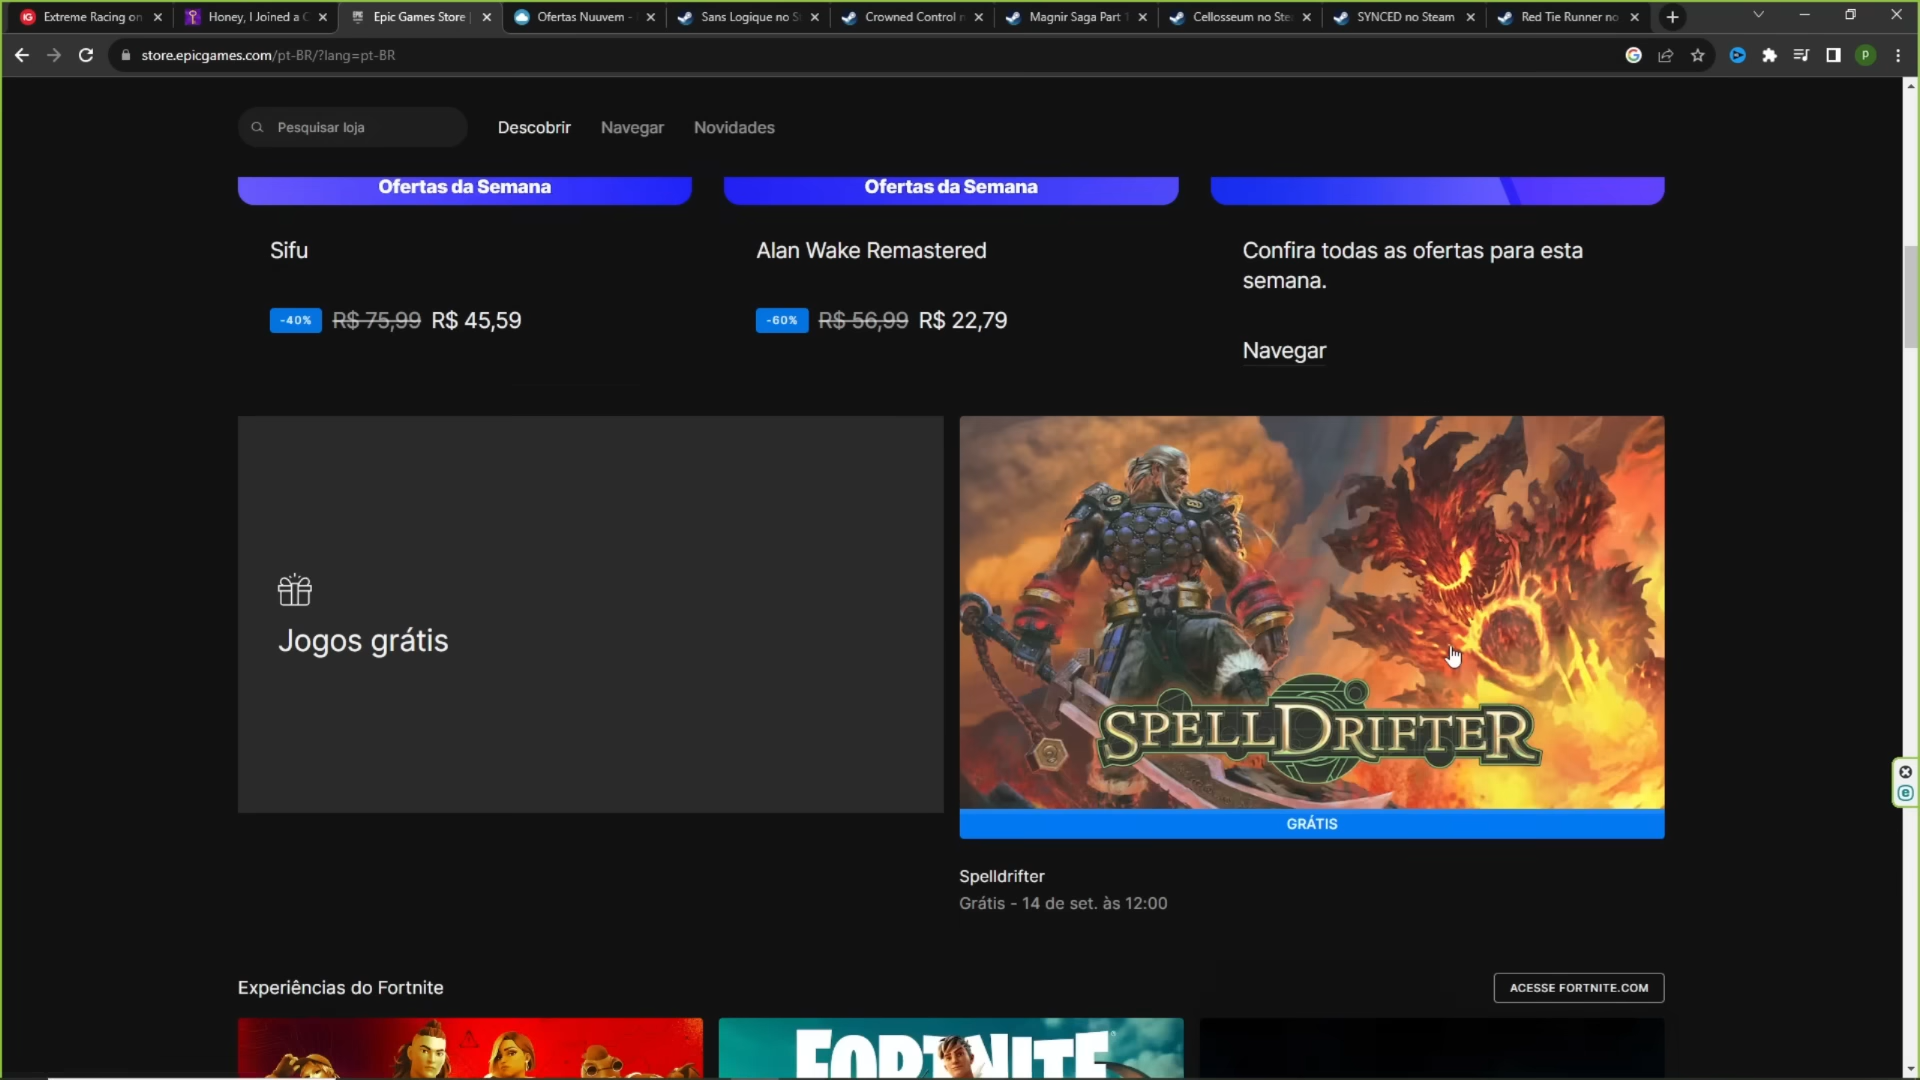 Extreme Racing on
Honey, I Joined a C
Epic Games Store |
Ofertas Nuuvem -
Sans Logique no S
Crowned Control n
Magnir Saga Part 1
Cellosseum no Ste
SYNCED no Steam
Red Tie Runner no
store.epicgames.com/pt-BR/?lang=pt-BR
P
Pesquisar loja
Descobrir
Navegar
Novidades
Ofertas da Semana
Ofertas da Semana
Sifu
Alan Wake Remastered
Confira todas as ofertas para esta
semana.
-40% R$ 75,99 R$ 45,59
-60% R$ 56,99 R$ 22,79
Navegar
Jogos grátis
SPELLDRIFTER
GRÁTIS
Spelldrifter
Grátis - 14 de set. às 12:00
Experiências do Fortnite
ACESSE FORTNITE.COM
FORTNITE